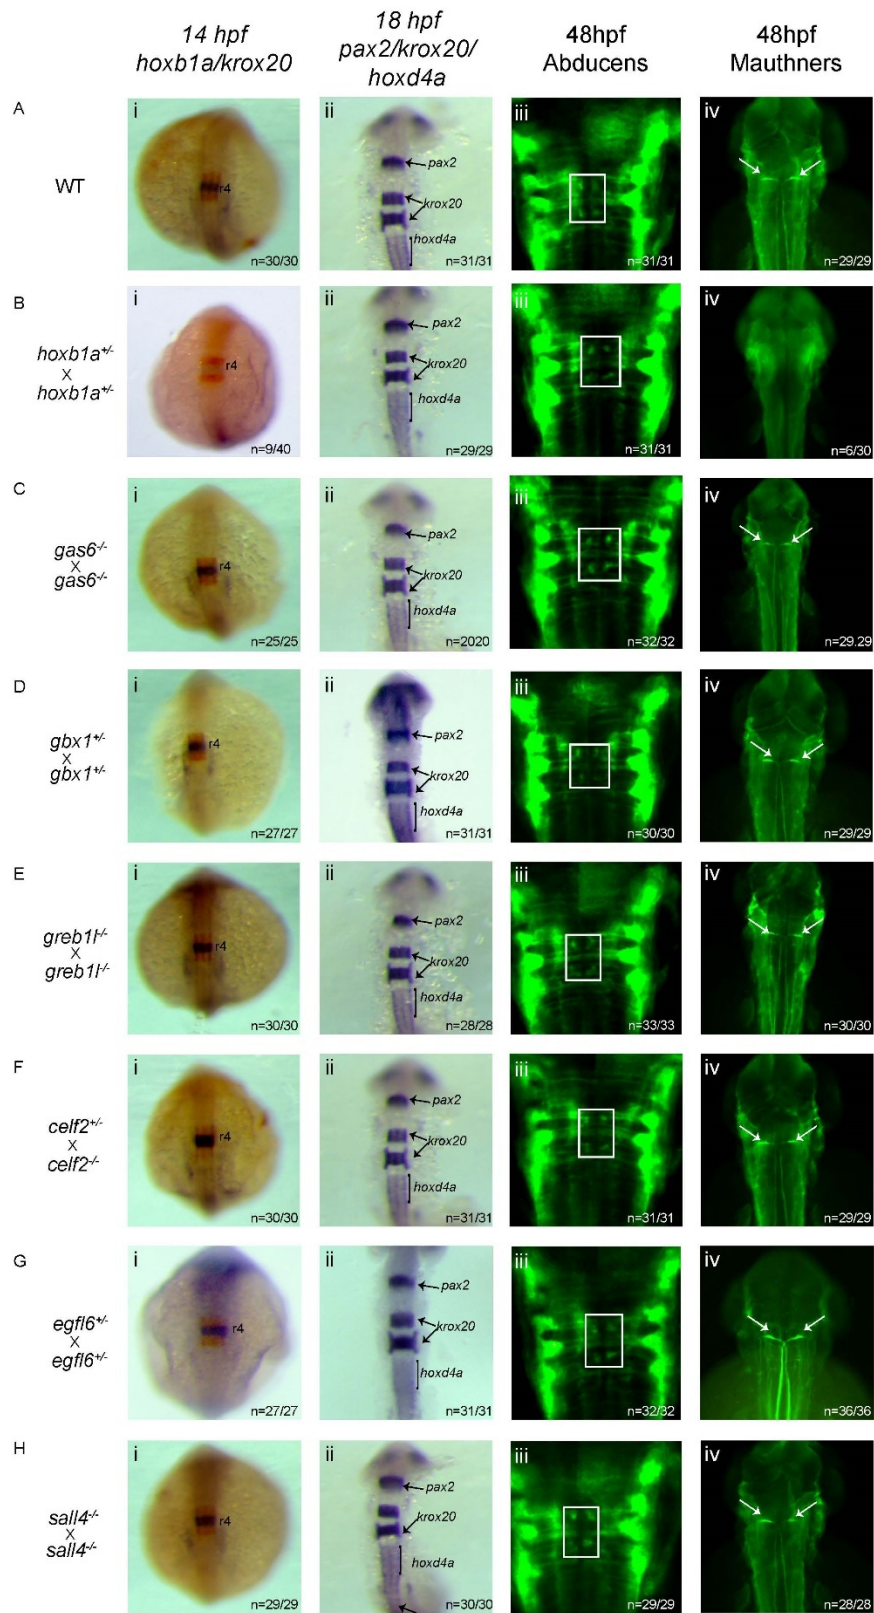 14 hpf
hoxb1a/krox20
18 hpf
pax2/krox20/
hoxd4a
48hpf
Abducens
48hpf
Mauthners
A
WT
i
r4
n=30/30
ii
pax2
krox20
hoxd4a
n=31/31
iii
n=31/31
iv
n=29/29
B
hoxb1a+/-
X
hoxb1a+/-
i
r4
n=9/40
ii
pax2
krox20
hoxd4a
n=29/29
iii
n=31/31
iv
n=6/30
C
gas6-/-
X
gas6-/-
i
r4
n=25/25
ii
pax2
krox20
hoxd4a
n=2020
iii
n=32/32
iv
n=29.29
D
gbx1+/-
X
gbx1+/-
i
r4
n=27/27
ii
pax2
krox20
hoxd4a
n=31/31
iii
n=30/30
iv
n=29/29
E
greb1l-/-
X
greb1l-/-
i
r4
n=30/30
ii
pax2
krox20
hoxd4a
n=28/28
iii
n=33/33
iv
n=30/30
F
celf2+/-
X
celf2-/-
i
r4
n=30/30
ii
pax2
krox20
hoxd4a
n=31/31
iii
n=31/31
iv
n=29/29
G
egfl6+/-
X
egfl6+/-
i
r4
n=27/27
ii
pax2
krox20
hoxd4a
n=31/31
iii
n=32/32
iv
n=36/36
H
sall4-/-
X
sall4-/-
i
r4
n=29/29
ii
pax2
krox20
hoxd4a
n=30/30
iii
n=29/29
iv
n=28/28